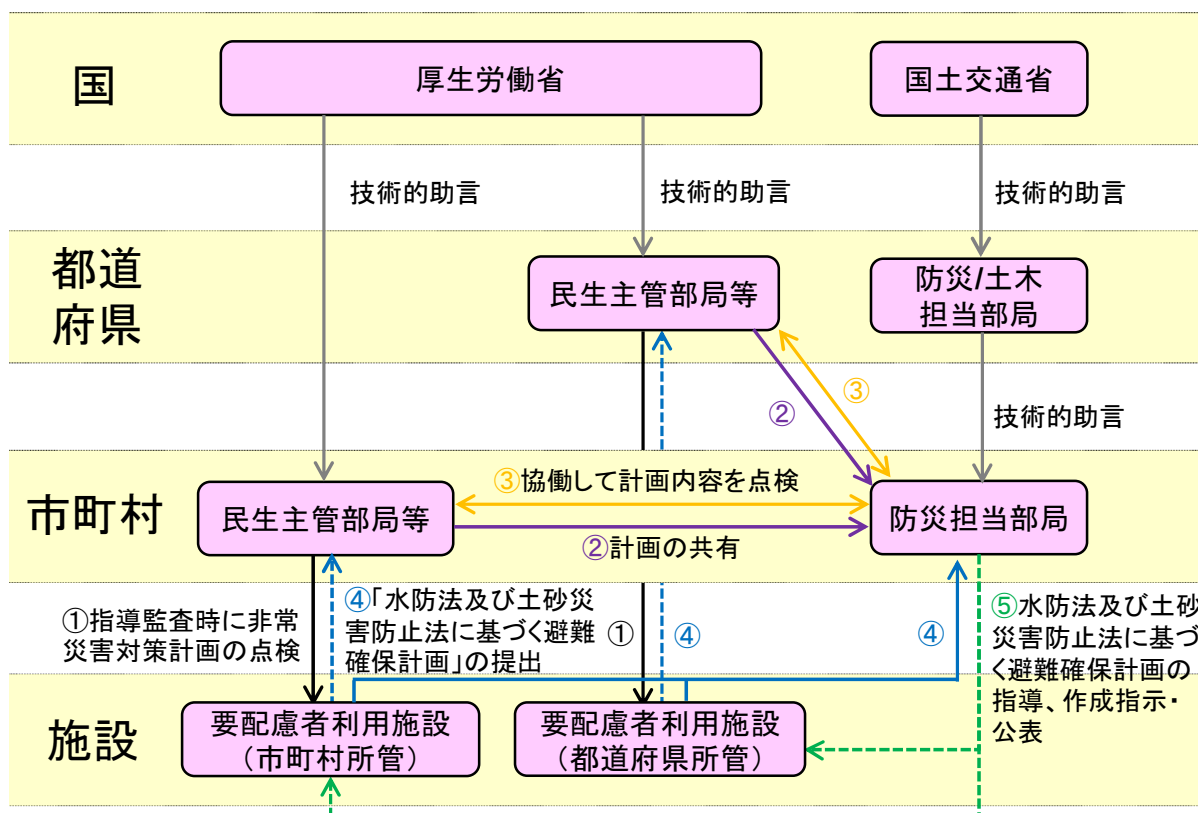 国
厚生労働省
国土交通省
技術的助言
技術的助言
技術的助言
都道
府県
民生主管部局等
防災/土木
担当部局
③
②
技術的助言
市町村
民生主管部局等
③協働して計画内容を点検
②計画の共有
防災担当部局
①指導監査時に非常
災害対策計画の点検
④「水防法及び土砂災
害防止法に基づく避難
確保計画」の提出
①
④
④
⑤水防法及び土砂
災害防止法に基づ
く避難確保計画の
指導、作成指示・
公表
施設
要配慮者利用施設
(市町村所管)
要配慮者利用施設
(都道府県所管)